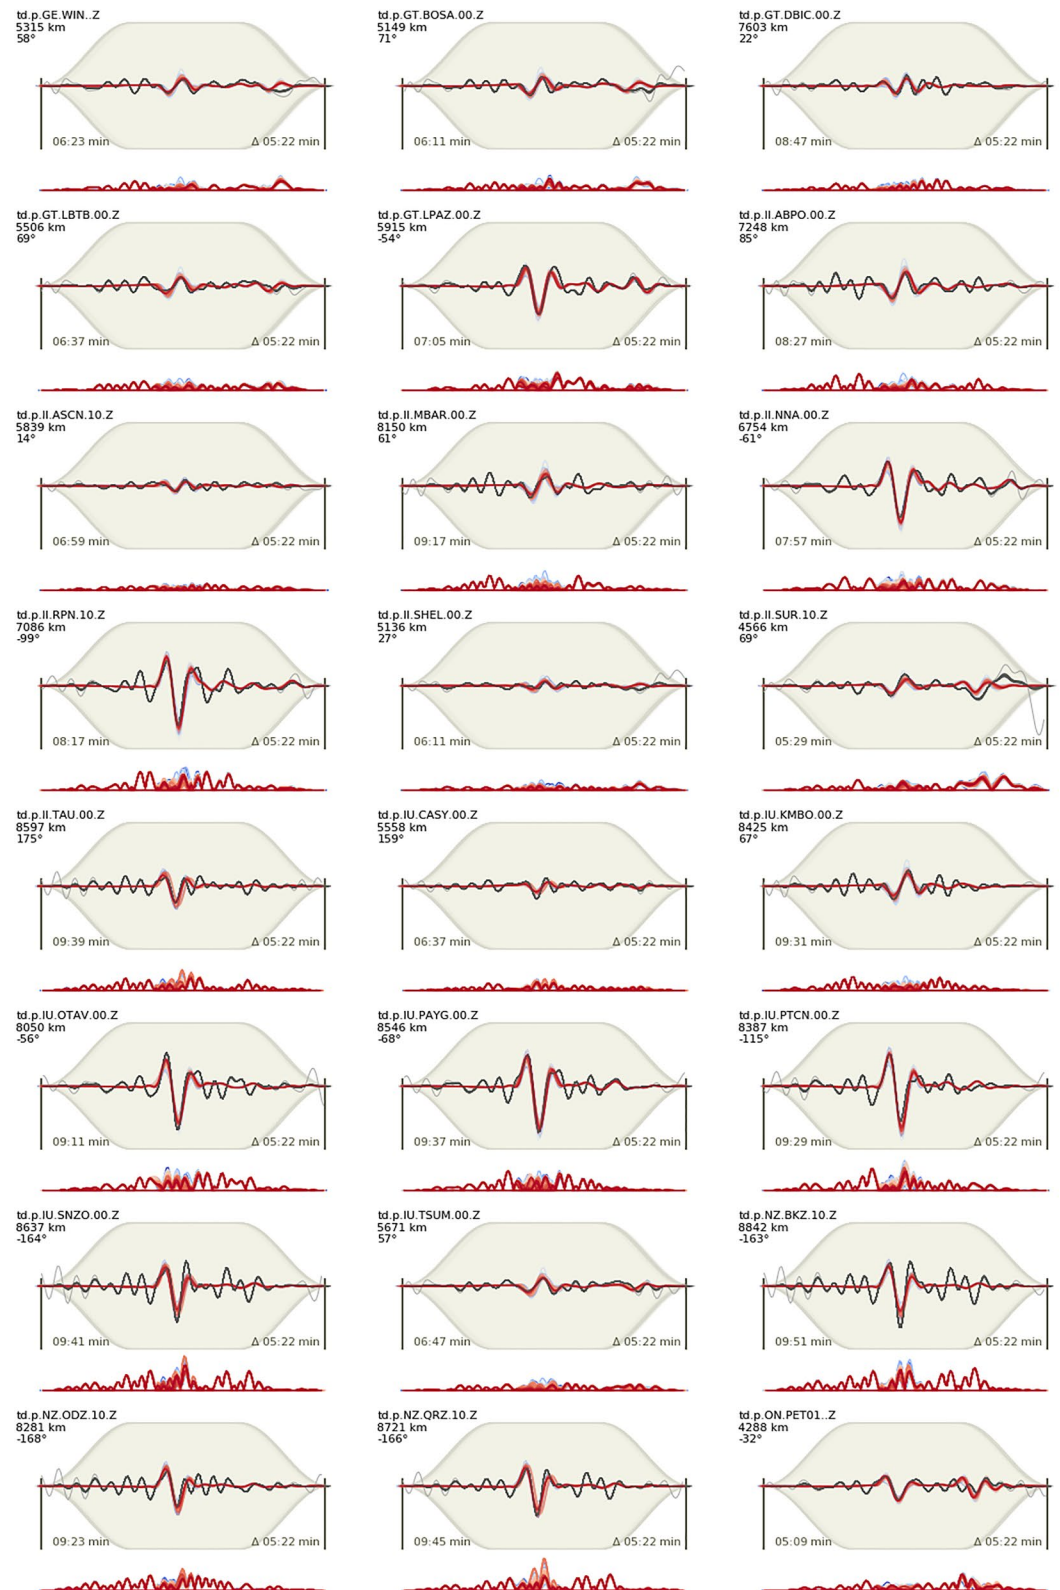 td.p.GE.WIN..Z
5315 km
58°
06:23 min
Δ 05:22 min
td.p.GT.BOSA.00.Z
5149 km
71°
06:11 min
Δ 05:22 min
td.p.GT.DBIC.00.Z
7603 km
22°
08:47 min
Δ 05:22 min
td.p.GT.LBTB.00.Z
5506 km
69°
06:37 min
Δ 05:22 min
td.p.GT.LPAZ.00.Z
5915 km
-54°
07:05 min
Δ 05:22 min
td.p.II.ABPO.00.Z
7248 km
85°
08:27 min
Δ 05:22 min
td.p.II.ASCN.10.Z
5839 km
14°
06:59 min
Δ 05:22 min
td.p.II.MBAR.00.Z
8150 km
61°
09:17 min
Δ 05:22 min
td.p.II.NNA.00.Z
6754 km
-61°
07:57 min
Δ 05:22 min
td.p.II.RPN.10.Z
7086 km
-99°
08:17 min
Δ 05:22 min
td.p.II.SHEL.00.Z
5136 km
27°
06:11 min
Δ 05:22 min
td.p.II.SUR.10.Z
4566 km
69°
05:29 min
Δ 05:22 min
td.p.II.TAU.00.Z
8597 km
175°
09:39 min
Δ 05:22 min
td.p.IU.CASY.00.Z
5558 km
159°
06:37 min
Δ 05:22 min
td.p.IU.KMBO.00.Z
8425 km
67°
09:31 min
Δ 05:22 min
td.p.IU.OTAV.00.Z
8050 km
-56°
09:11 min
Δ 05:22 min
td.p.IU.PAYG.00.Z
8546 km
-68°
09:37 min
Δ 05:22 min
td.p.IU.PTCN.00.Z
8387 km
-115°
09:29 min
Δ 05:22 min
td.p.IU.SNZO.00.Z
8637 km
-164°
09:41 min
Δ 05:22 min
td.p.IU.TSUM.00.Z
5671 km
57°
06:47 min
Δ 05:22 min
td.p.NZ.BKZ.10.Z
8842 km
-163°
09:51 min
Δ 05:22 min
td.p.NZ.ODZ.10.Z
8281 km
-168°
09:23 min
Δ 05:22 min
td.p.NZ.QRZ.10.Z
8721 km
-166°
09:45 min
Δ 05:22 min
td.p.ON.PET01..Z
4288 km
-32°
05:09 min
Δ 05:22 min